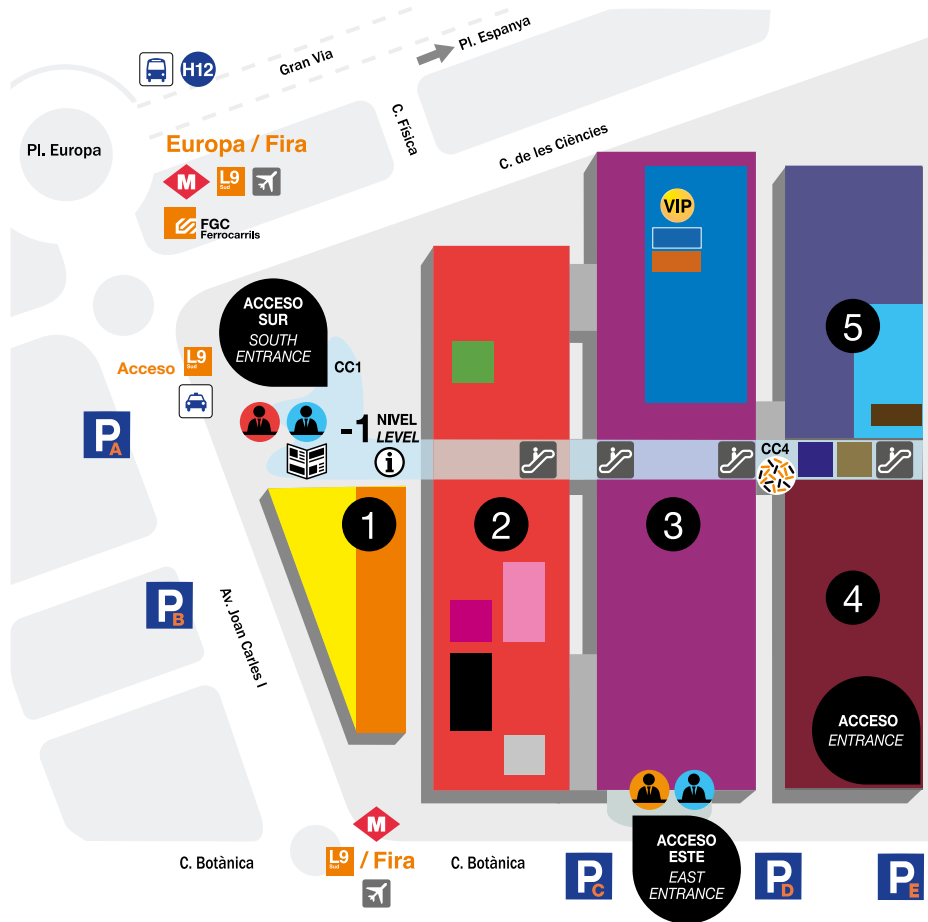 Pl. Espanya
Gran Via
H12
C. Física
Pl. Europa
Europa / Fira
C. de les Ciències
M
L9
Sud
FGC
Ferrocarrils
VIP
ACCESO
SUR
SOUTH
ENTRANCE
5
CC1
Acceso
L9
Sud
P
A
-1
NIVEL
LEVEL
i
CC4
1
2
3
4
P
B
Av. Joan Carles I
ACCESO
ENTRANCE
M
L9
Sud
/ Fira
C. Botànica
C. Botànica
ACCESO
ESTE
EAST
ENTRANCE
P
C
P
D
P
E